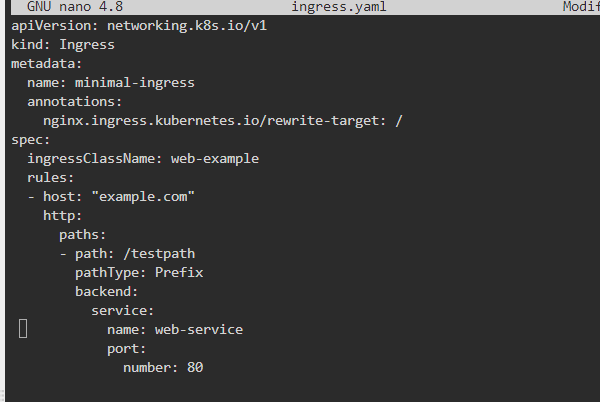 GNU nano 4.8 ingress.yaml Modif
apiVersion: networking.k8s.io/v1
kind: Ingress
metadata:
  name: minimal-ingress
  annotations:
    nginx.ingress.kubernetes.io/rewrite-target: /
spec:
  ingressClassName: web-example
  rules:
  - host: "example.com"
    http:
      paths:
      - path: /testpath
        pathType: Prefix
        backend:
          service:
            name: web-service
            port:
              number: 80